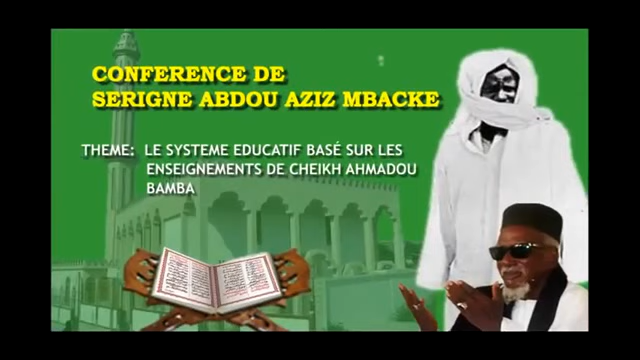 CONFERENCE DE
SERIGNE ABDOU AZIZ MBACKE
THEME: LE SYSTEME EDUCATIF BASÉ SUR LES
ENSEIGNEMENTS DE CHEIKH AHMADOU
BAMBA